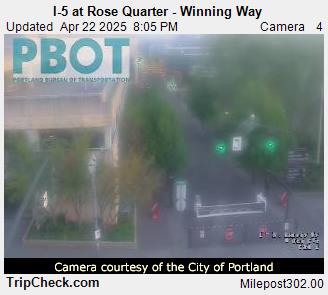 I-5 at Rose Quarter - Winning Way
Updated Apr 22 2025 8:05 PM Camera 4
PBOT
PORTLAND BUREAU OF TRANSPORTATION
Camera courtesy of the City of Portland
TripCheck.com Milepost302.00